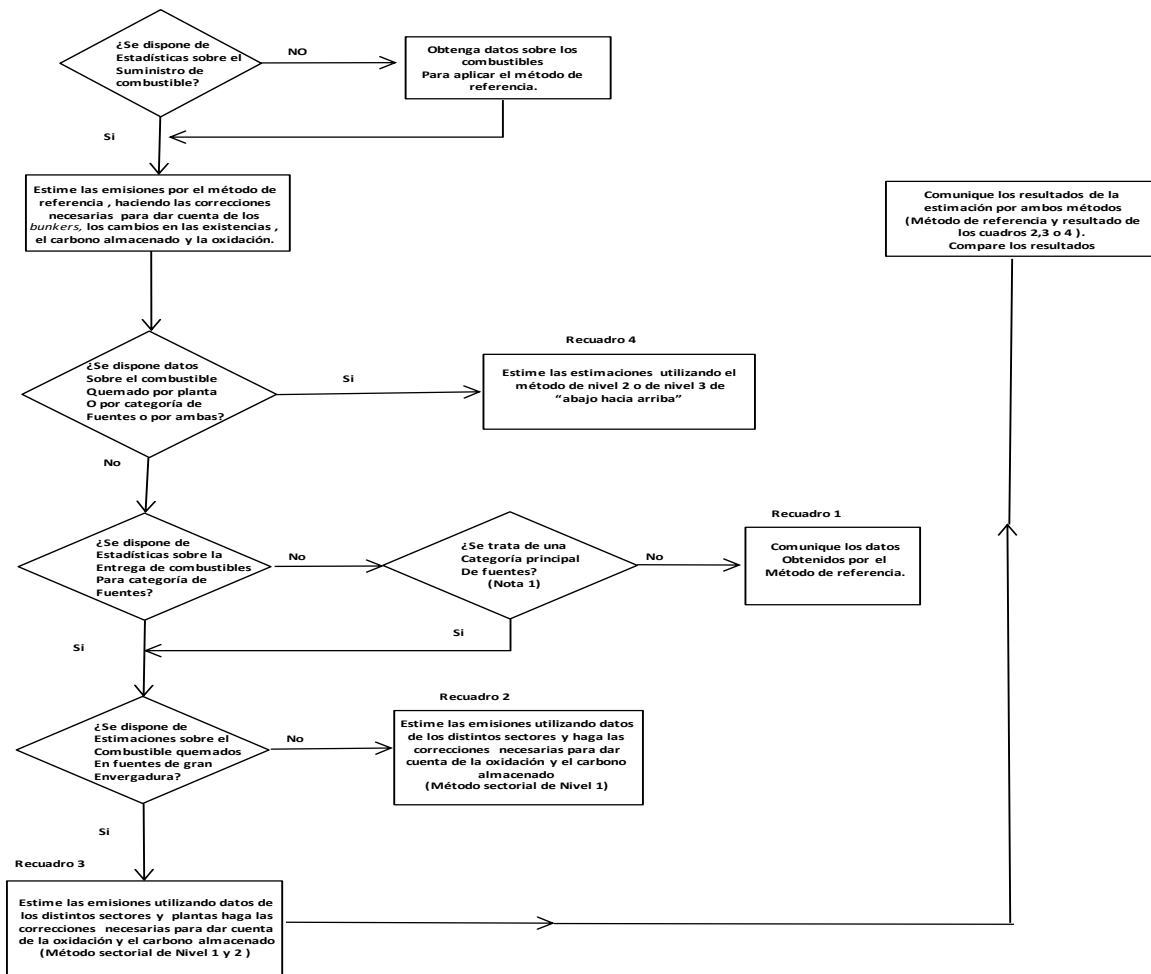 ¿Se dispone de
Estadísticas sobre el
Suministro de
combustible?
NO
Obtenga datos sobre los
combustibles
Para aplicar el método de
referencia.
Si
Estime las emisiones por el método de
referencia , haciendo las correcciones
necesarias para dar cuenta de los
bunkers, los cambios en las existencias ,
el carbono almacenado y la oxidación.
Comunique los resultados de la
estimación por ambos métodos
(Método de referencia y resultado de
los cuadros 2,3 o 4 ).
Compare los resultados
¿Se dispone datos
Sobre el combustible
Quemado por planta
O por categoría de
Fuentes o por ambas?
Si
Recuadro 4
Estime las estimaciones utilizando el
método de nivel 2 o de nivel 3 de
“abajo hacia arriba”
No
¿Se dispone de
Estadísticas sobre la
Entrega de combustibles
Para categoría de
Fuentes?
No
¿Se trata de una
Categoría principal
De fuentes?
(Nota 1)
No
Recuadro 1
Comunique los datos
Obtenidos por el
Método de referencia.
Si
Si
¿Se dispone de
Estimaciones sobre el
Combustible quemados
En fuentes de gran
Envergadura?
No
Recuadro 2
Estime las emisiones utilizando datos
de los distintos sectores y haga las
correcciones necesarias para dar
cuenta de la oxidación y el carbono
almacenado
(Método sectorial de Nivel 1)
Si
Recuadro 3
Estime las emisiones utilizando datos de
los distintos sectores y plantas haga las
correcciones necesarias para dar cuenta
de la oxidación y el carbono almacenado
(Método sectorial de Nivel 1 y 2 )